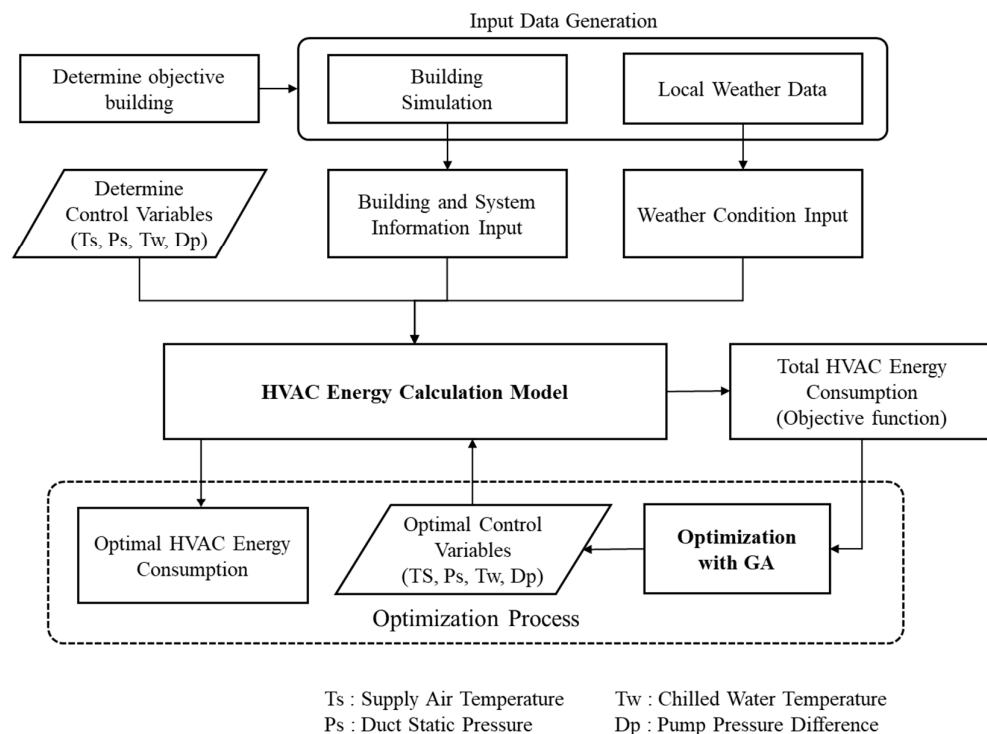 Input Data Generation
Determine objective
building
Building
Simulation
Local Weather Data
Determine
Control Variables
(Ts, Ps, Tw, Dp)
Building and System
Information Input
Weather Condition Input
HVAC Energy Calculation Model
Total HVAC Energy
Consumption
(Objective function)
Optimal HVAC Energy
Consumption
Optimal Control
Variables
(TS, Ps, Tw, Dp)
Optimization
with GA
Optimization Process
Ts : Supply Air Temperature
Tw : Chilled Water Temperature
Ps : Duct Static Pressure
Dp : Pump Pressure Difference